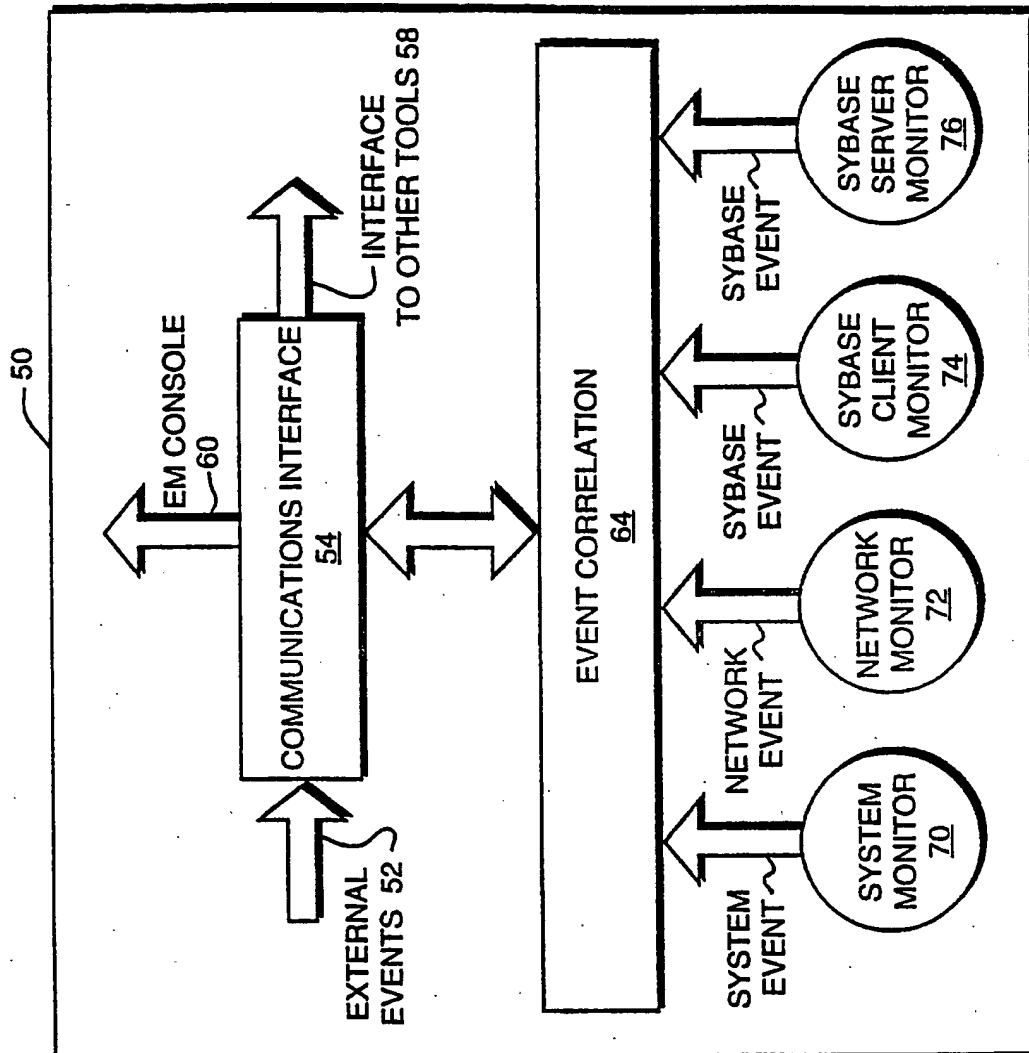 50
EM CONSOLE
60
COMMUNICATIONS INTERFACE
54
INTERFACE
TO OTHER TOOLS 58
EXTERNAL
EVENTS 52
EVENT CORRELATION
64
SYSTEM
EVENT
NETWORK
EVENT
SYBASE
EVENT
SYBASE
EVENT
SYSTEM
MONITOR
70
NETWORK
MONITOR
72
SYBASE
CLIENT
MONITOR
74
SYBASE
SERVER
MONITOR
76